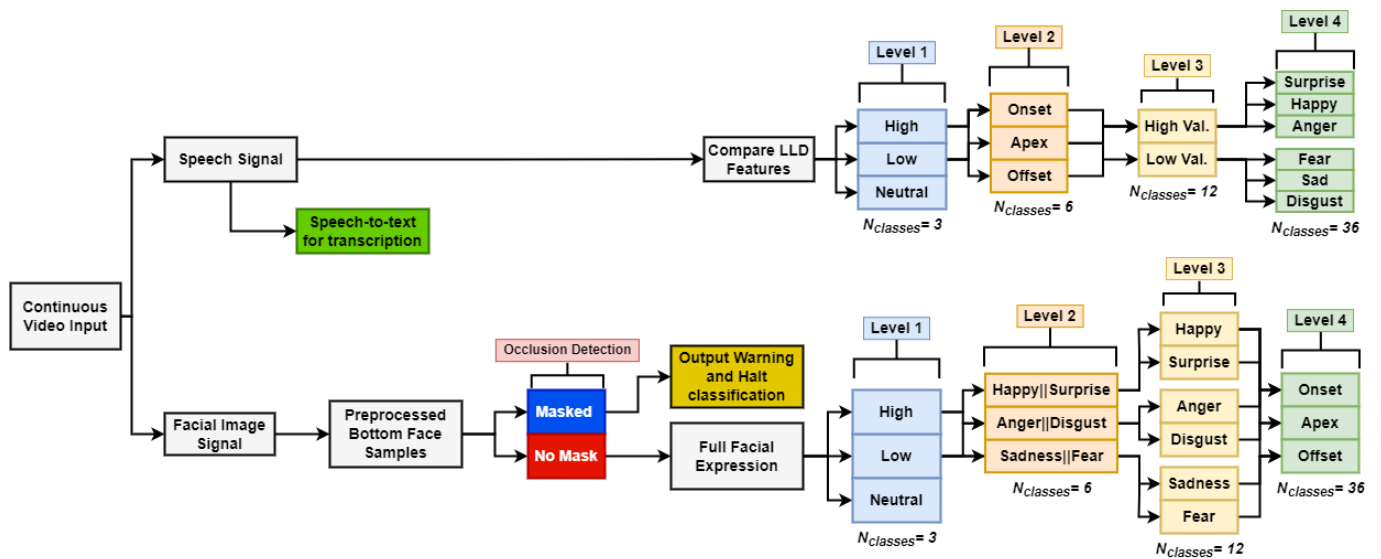 Level 1
High
Low
Neutral
N_classes= 3
Level 2
Onset
Apex
Offset
N_classes= 6
Level 3
High Val.
Low Val.
N_classes= 12
Level 4
Surprise
Happy
Anger
Fear
Sad
Disgust
N_classes= 36
Speech Signal
Compare LLD
Features
Speech-to-text
for transcription
Continuous
Video Input
Facial Image
Signal
Preprocessed
Bottom Face
Samples
Occlusion Detection
Masked
No Mask
Output Warning
and Halt
classification
Full Facial
Expression
Level 1
High
Low
Neutral
N_classes= 3
Level 2
Happy||Surprise
Anger||Disgust
Sadness||Fear
N_classes= 6
Level 3
Happy
Surprise
Anger
Disgust
Sadness
Fear
N_classes= 12
Level 4
Onset
Apex
Offset
N_classes= 36